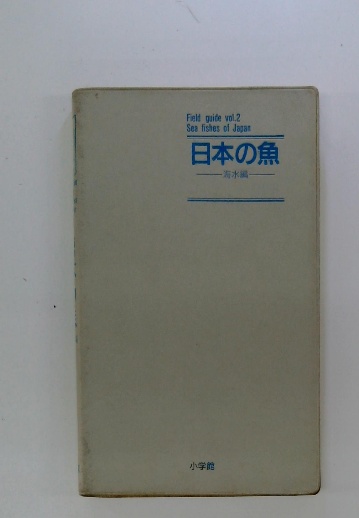 Field guide vol.2
Sea fishes of Japan
日本の魚
海水編
小学館